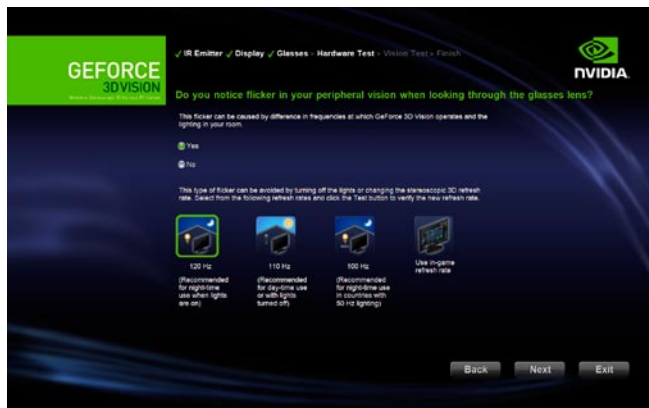 ✓ IR Emitter ✓ Display ✓ Glasses > Hardware Test > Vision Test > Finish
NVIDIA
GEFORCE
3D VISION
Do you notice flicker in your peripheral vision when looking through the glasses lens?
This flicker can be caused by difference in frequencies at which GeForce 3D Vision operates and the
lighting in your room.
Yes
No
This type of flicker can be avoided by turning off the lights or changing the stereoscopic 3D refresh
rate. Select from the following refresh rates and click the Test button to verify the new refresh rate.
120 Hz
(Recommended
for night-time
use when lights
are on)
110 Hz
(Recommended
for day-time use
or with lights
turned off)
100 Hz
(Recommended
for night-time use
in countries with
50 Hz lighting)
Use in-game
refresh rate
Back
Next
Exit